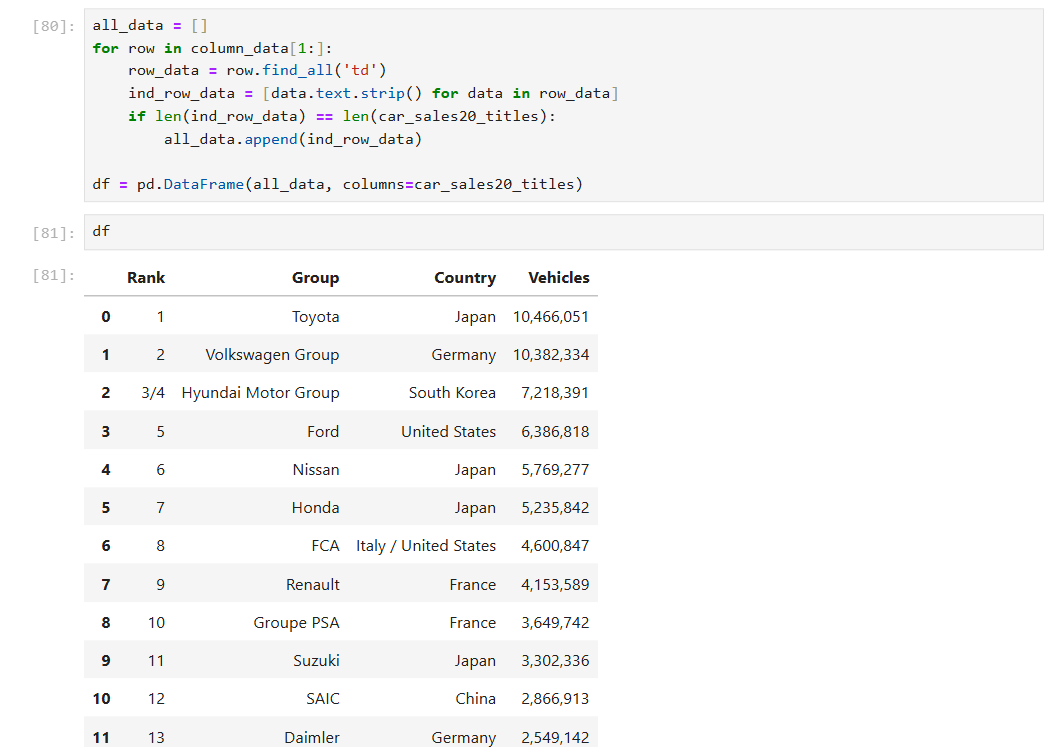 [80]: all_data = []
for row in column_data[1:]:
    row_data = row.find_all('td')
    ind_row_data = [data.text.strip() for data in row_data]
    if len(ind_row_data) == len(car_sales20_titles):
        all_data.append(ind_row_data)
df = pd.DataFrame(all_data, columns=car_sales20_titles)
[81]: df
[81]: Rank Group Country Vehicles
0 1 Toyota Japan 10,466,051
1 2 Volkswagen Group Germany 10,382,334
2 3/4 Hyundai Motor Group South Korea 7,218,391
3 5 Ford United States 6,386,818
4 6 Nissan Japan 5,769,277
5 7 Honda Japan 5,235,842
6 8 FCA Italy / United States 4,600,847
7 9 Renault France 4,153,589
8 10 Groupe PSA France 3,649,742
9 11 Suzuki Japan 3,302,336
10 12 SAIC China 2,866,913
11 13 Daimler Germany 2,549,142